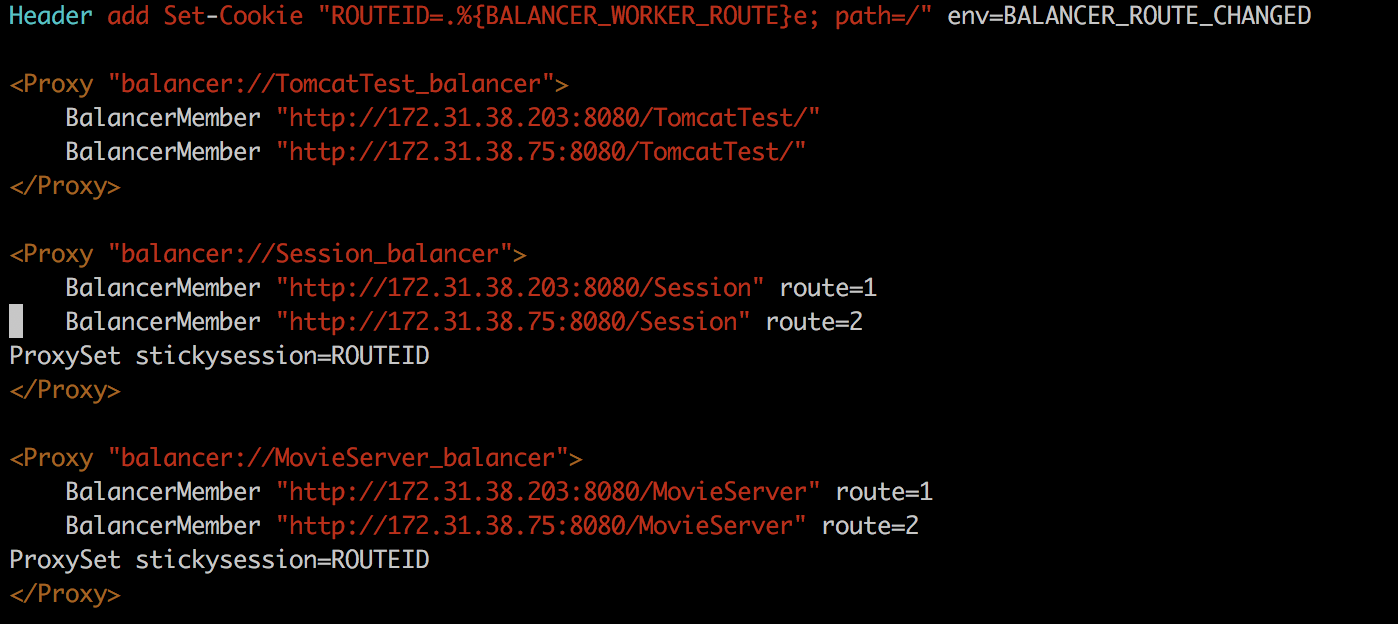 Header add Set-Cookie "ROUTEID=.%{BALANCER_WORKER_ROUTE}e; path=/" env=BALANCER_ROUTE_CHANGED
<Proxy "balancer://TomcatTest_balancer">
BalancerMember "http://172.31.38.203:8080/TomcatTest/"
BalancerMember "http://172.31.38.75:8080/TomcatTest/"
</Proxy>
<Proxy "balancer://Session_balancer">
BalancerMember "http://172.31.38.203:8080/Session" route=1
BalancerMember "http://172.31.38.75:8080/Session" route=2
ProxySet stickysession=ROUTEID
</Proxy>
<Proxy "balancer://MovieServer_balancer">
BalancerMember "http://172.31.38.203:8080/MovieServer" route=1
BalancerMember "http://172.31.38.75:8080/MovieServer" route=2
ProxySet stickysession=ROUTEID
</Proxy>